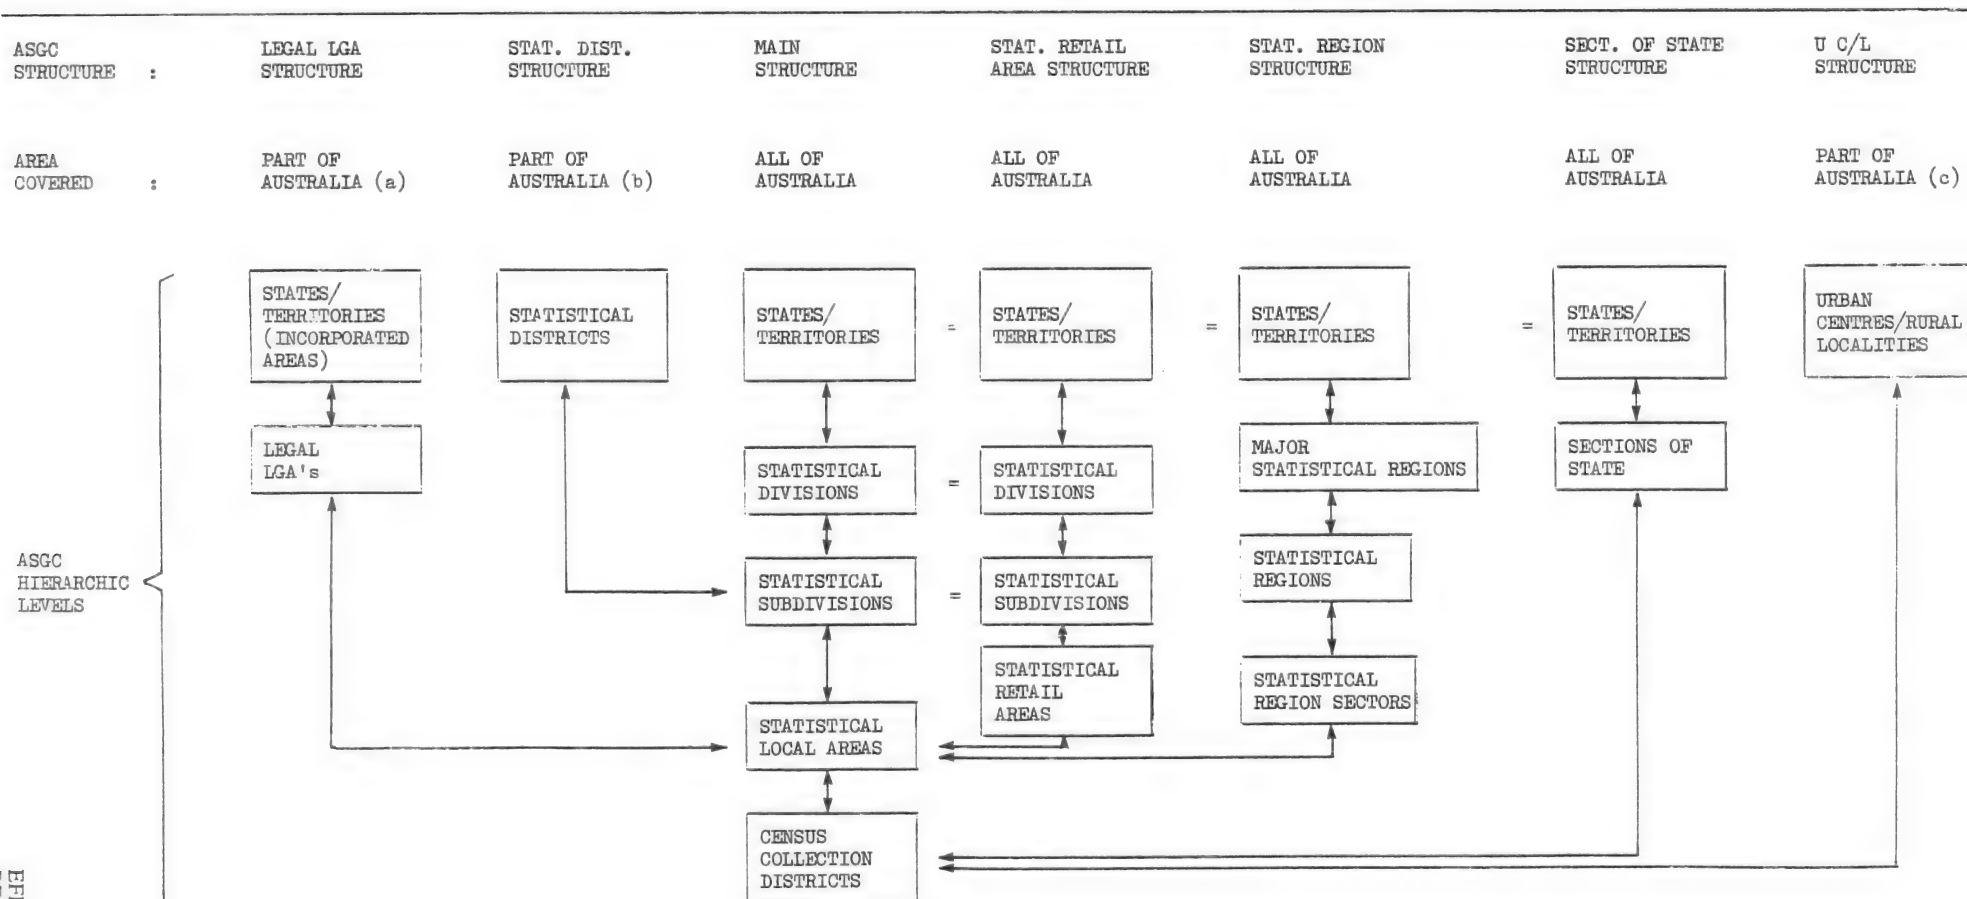 ASGC STRUCTURE :
LEGAL LGA STRUCTURE
STAT. DIST. STRUCTURE
MAIN STRUCTURE
STAT. RETAIL AREA STRUCTURE
STAT. REGION STRUCTURE
SECT. OF STATE STRUCTURE
U C/L STRUCTURE
AREA COVERED :
PART OF AUSTRALIA (a)
PART OF AUSTRALIA (b)
ALL OF AUSTRALIA
ALL OF AUSTRALIA
ALL OF AUSTRALIA
ALL OF AUSTRALIA
PART OF AUSTRALIA (c)
ASGC
HIERARCHIC
LEVELS
STATES/
TERRITORIES
(INCORPORATED
AREAS)
LEGAL
LGA's
STATISTICAL
DISTRICTS
STATES/
TERRITORIES
=
STATES/
TERRITORIES
=
STATES/
TERRITORIES
=
STATES/
TERRITORIES
URBAN
CENTRES/RURAL
LOCALITIES
STATISTICAL
DIVISIONS
=
STATISTICAL
DIVISIONS
MAJOR
STATISTICAL REGIONS
SECTIONS OF
STATE
STATISTICAL
SUBDIVISIONS
=
STATISTICAL
SUBDIVISIONS
STATISTICAL
REGIONS
STATISTICAL
RETAIL
AREAS
STATISTICAL
REGION SECTORS
STATISTICAL
LOCAL AREAS
CENSUS
COLLECTION
DISTRICTS